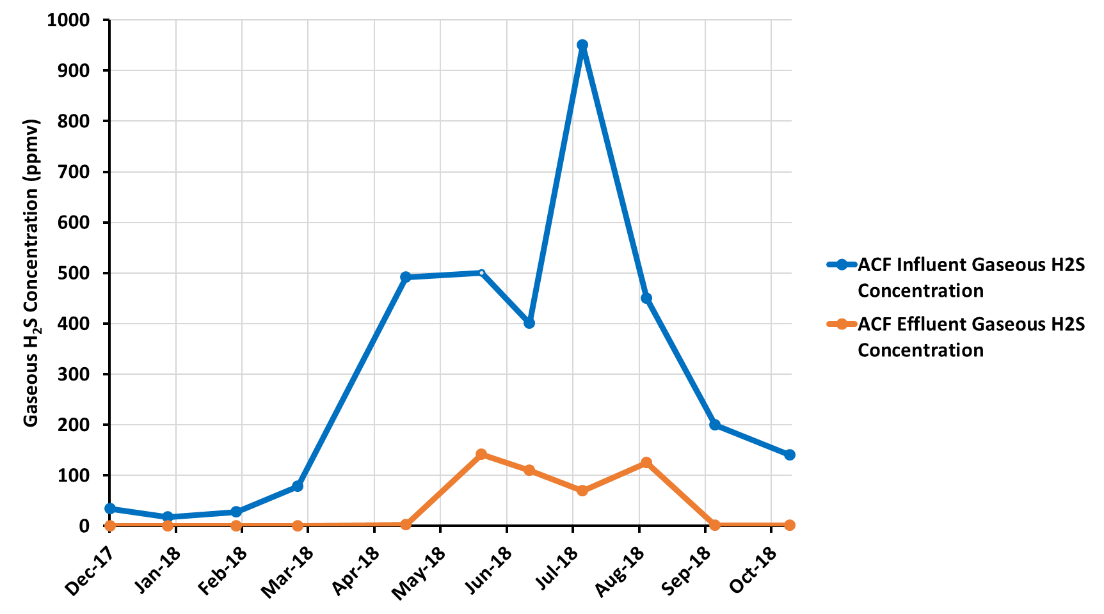 1000
900
800
700
600
500
400
300
200
100
0
Gaseous H2S Concentration (ppmv)
Dec-17
Jan-18
Feb-18
Mar-18
Apr-18
May-18
Jun-18
Jul-18
Aug-18
Sep-18
Oct-18
ACF Influent Gaseous H2S
Concentration
ACF Effluent Gaseous H2S
Concentration